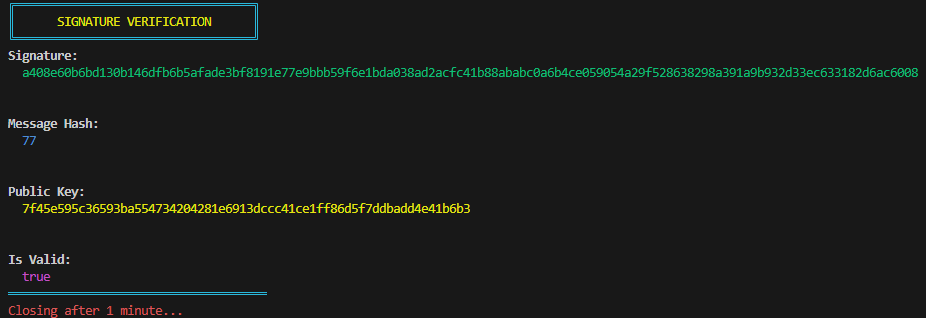 SIGNATURE VERIFICATION
Signature:
a408e60b6bd130b146dfb6b5afade3bf8191e77e9bbb59f6e1bda038ad2acfc41b88ababc0a6b4ce059054a29f528638298a391a9b932d33ec633182d6ac6008
Message Hash:
77
Public Key:
7f45e595c36593ba554734204281e6913dccc41ce1ff86d5f7ddbadd4e41b6b3
Is Valid:
true
Closing after 1 minute...